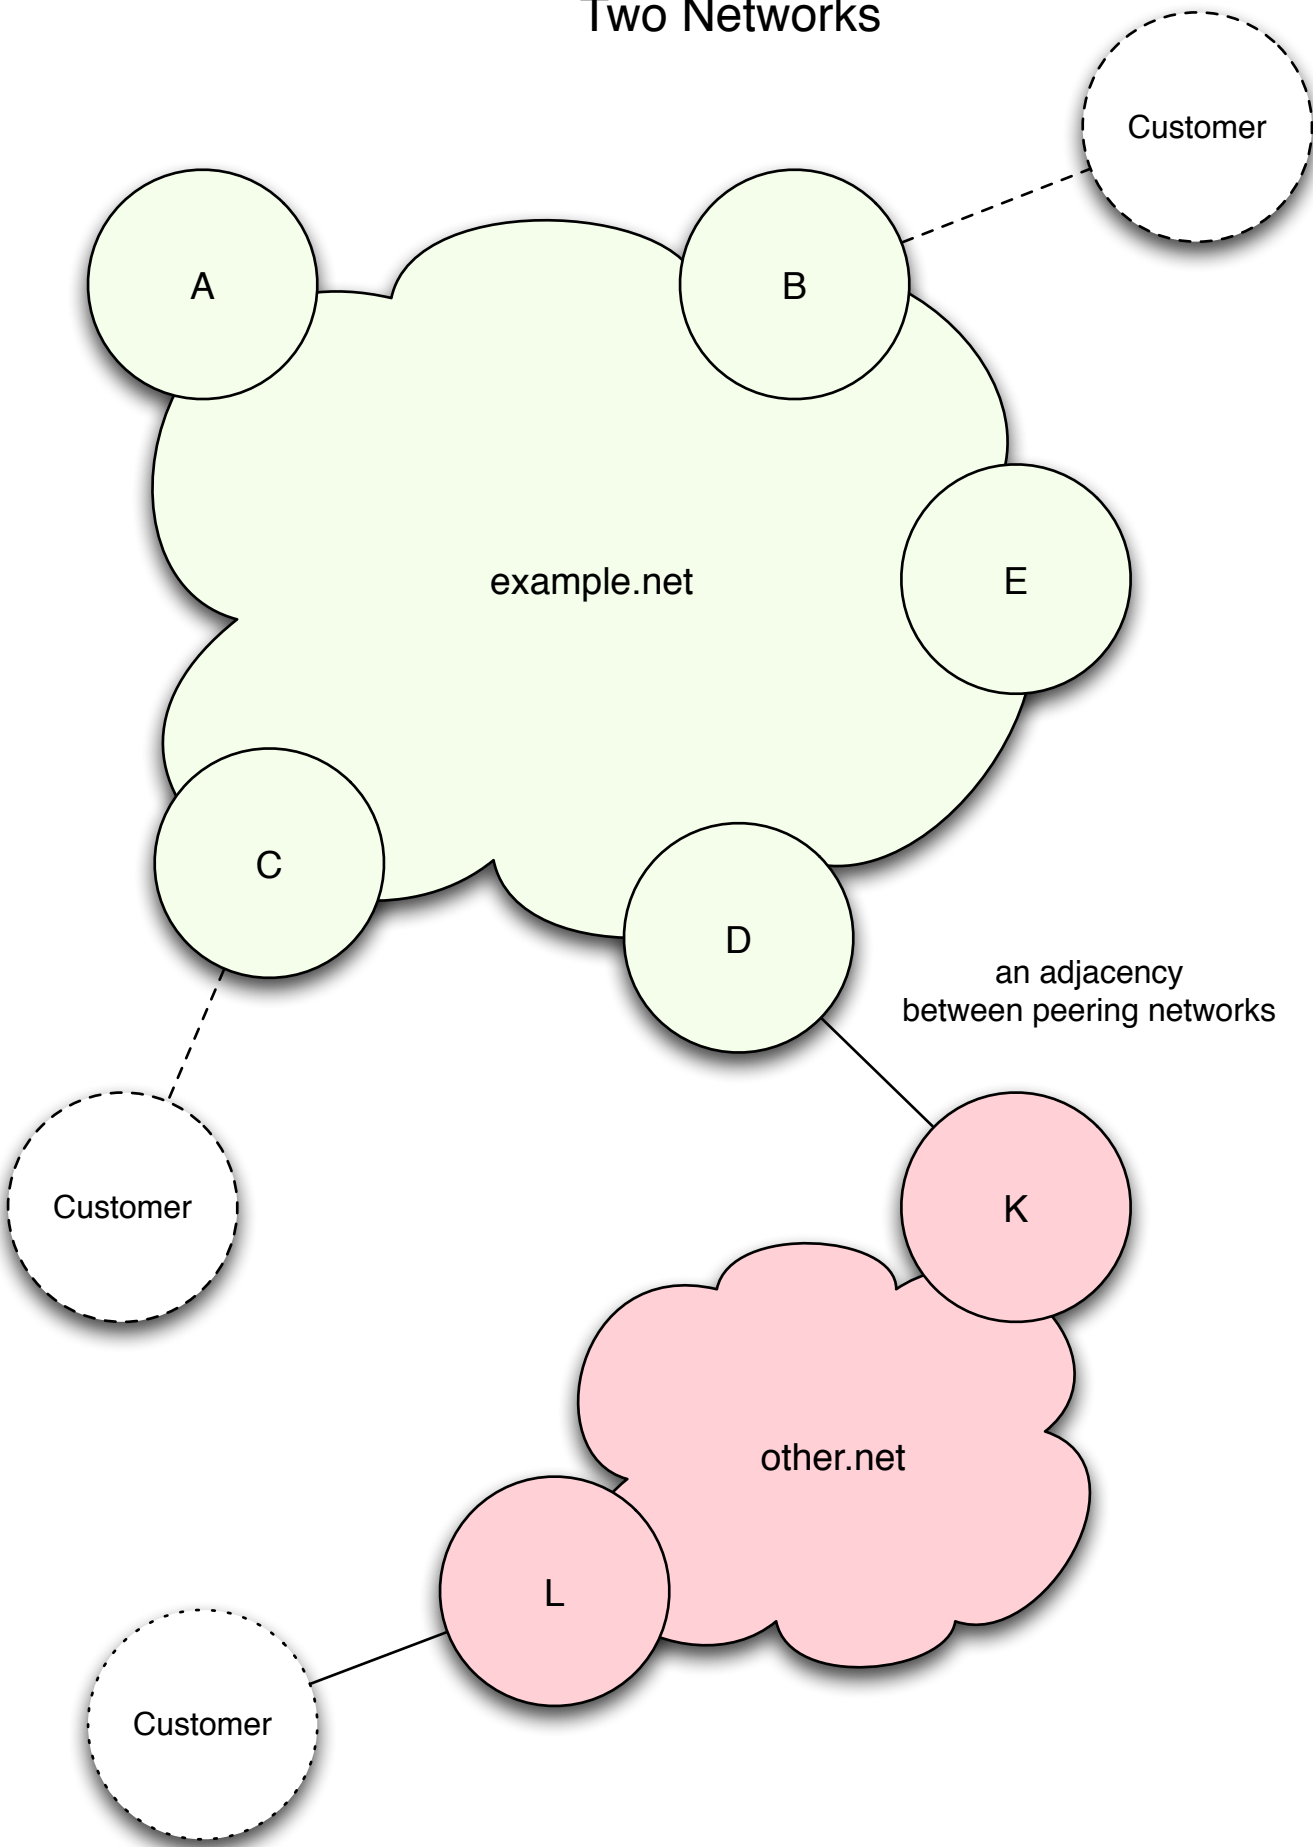 Two Networks
Customer
A
B
example.net
E
C
D
an adjacency
between peering networks
Customer
K
other.net
L
Customer